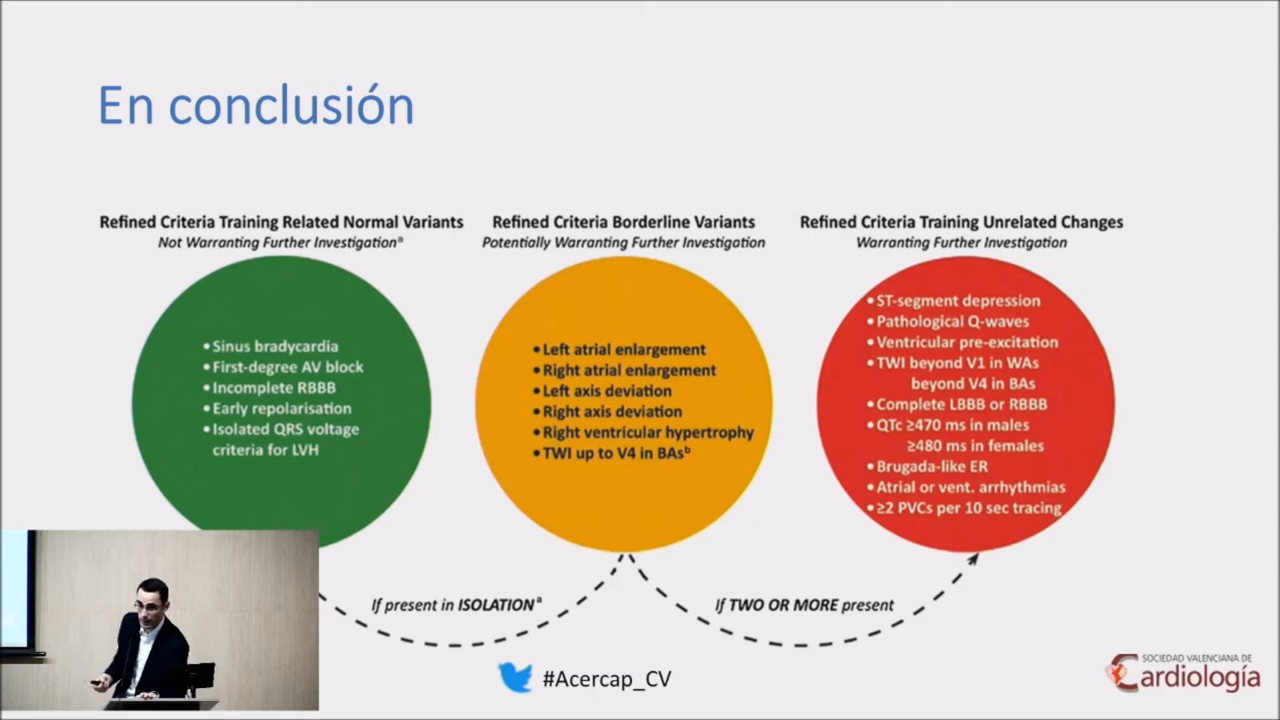 En conclusión
Refined Criteria Training Related Normal Variants
Not Warranting Further Investigationᵃ
• Sinus bradycardia
• First-degree AV block
• Incomplete RBBB
• Early repolarisation
• Isolated QRS voltage
criteria for LVH
Refined Criteria Borderline Variants
Potentially Warranting Further Investigation
• Left atrial enlargement
• Right atrial enlargement
• Left axis deviation
• Right axis deviation
• Right ventricular hypertrophy
• TWI up to V4 in BAsᵇ
Refined Criteria Training Unrelated Changes
Warranting Further Investigation
• ST-segment depression
• Pathological Q-waves
• Ventricular pre-excitation
• TWI beyond V1 in WAs
beyond V4 in BAs
• Complete LBBB or RBBB
• QTc ≥470 ms in males
≥480 ms in females
• Brugada-like ER
• Atrial or vent. arrhythmias
• ≥2 PVCs per 10 sec tracing
If present in ISOLATIONᵃ
If TWO OR MORE present
#Acercap_CV
SOCIEDAD VALENCIANA DE
Cardiología